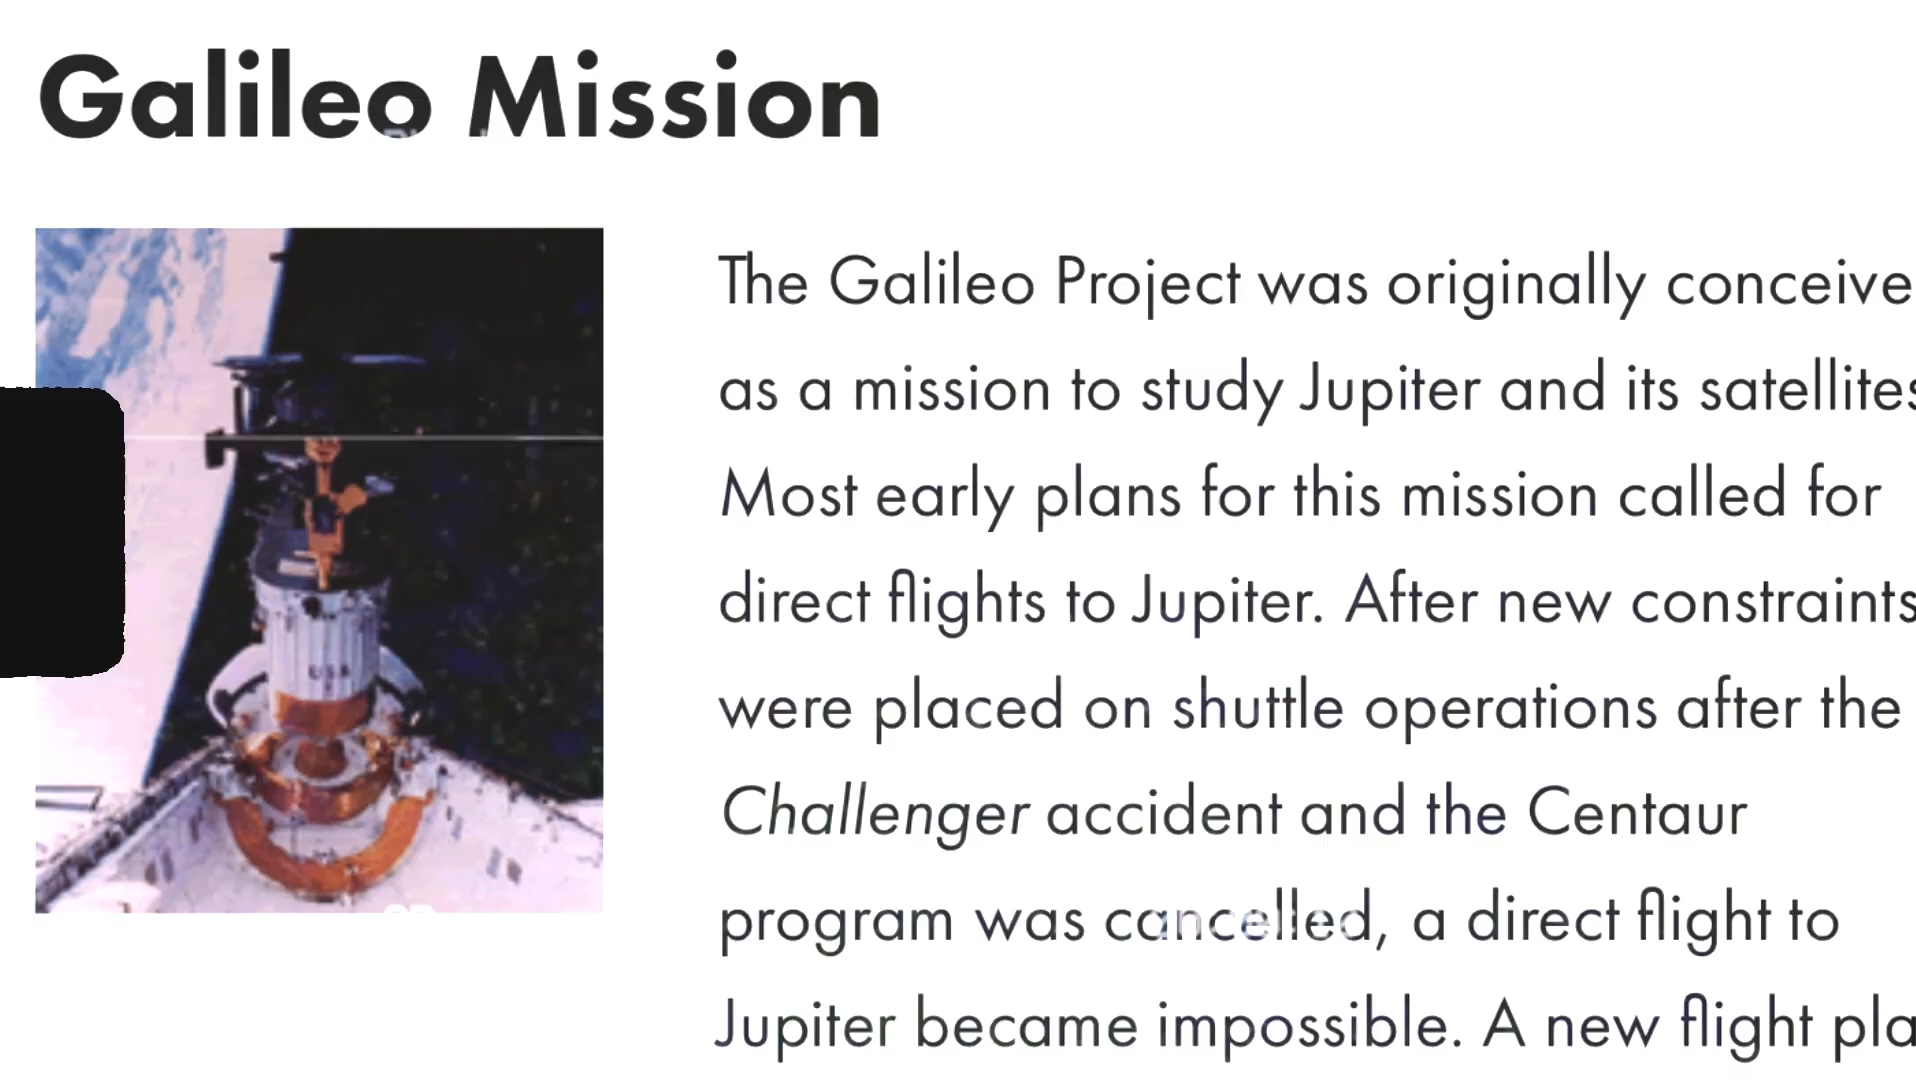 Galileo Mission
The Galileo Project was originally conceive
as a mission to study Jupiter and its satellites
Most early plans for this mission called for
direct flights to Jupiter. After new constraints
were placed on shuttle operations after the
Challenger accident and the Centaur
program was cancelled, a direct flight to
Jupiter became impossible. A new flight pla
USA